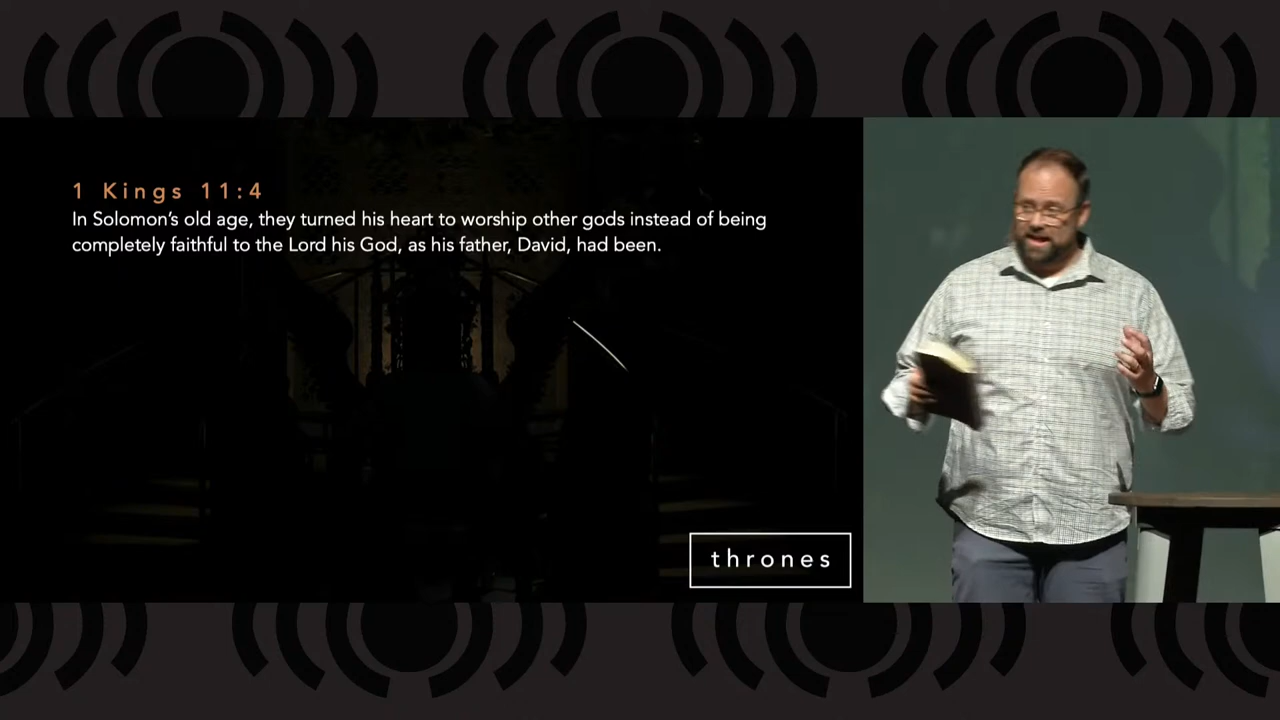 1 Kings 11:4
In Solomon's old age, they turned his heart to worship other gods instead of being
completely faithful to the Lord his God, as his father, David, had been.
thrones